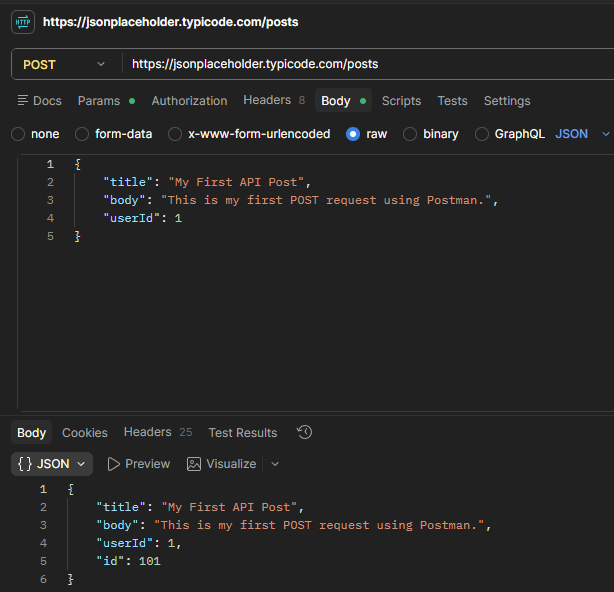 HTTP https://jsonplaceholder.typicode.com/posts
POST https://jsonplaceholder.typicode.com/posts
Docs Params Authorization Headers 8 Body Scripts Tests Settings
none form-data x-www-form-urlencoded raw binary GraphQL JSON
1 {
2 "title": "My First API Post",
3 "body": "This is my first POST request using Postman.",
4 "userId": 1
5 }
Body Cookies Headers 25 Test Results
{} JSON Preview Visualize
1 {
2 "title": "My First API Post",
3 "body": "This is my first POST request using Postman.",
4 "userId": 1,
5 "id": 101
6 }